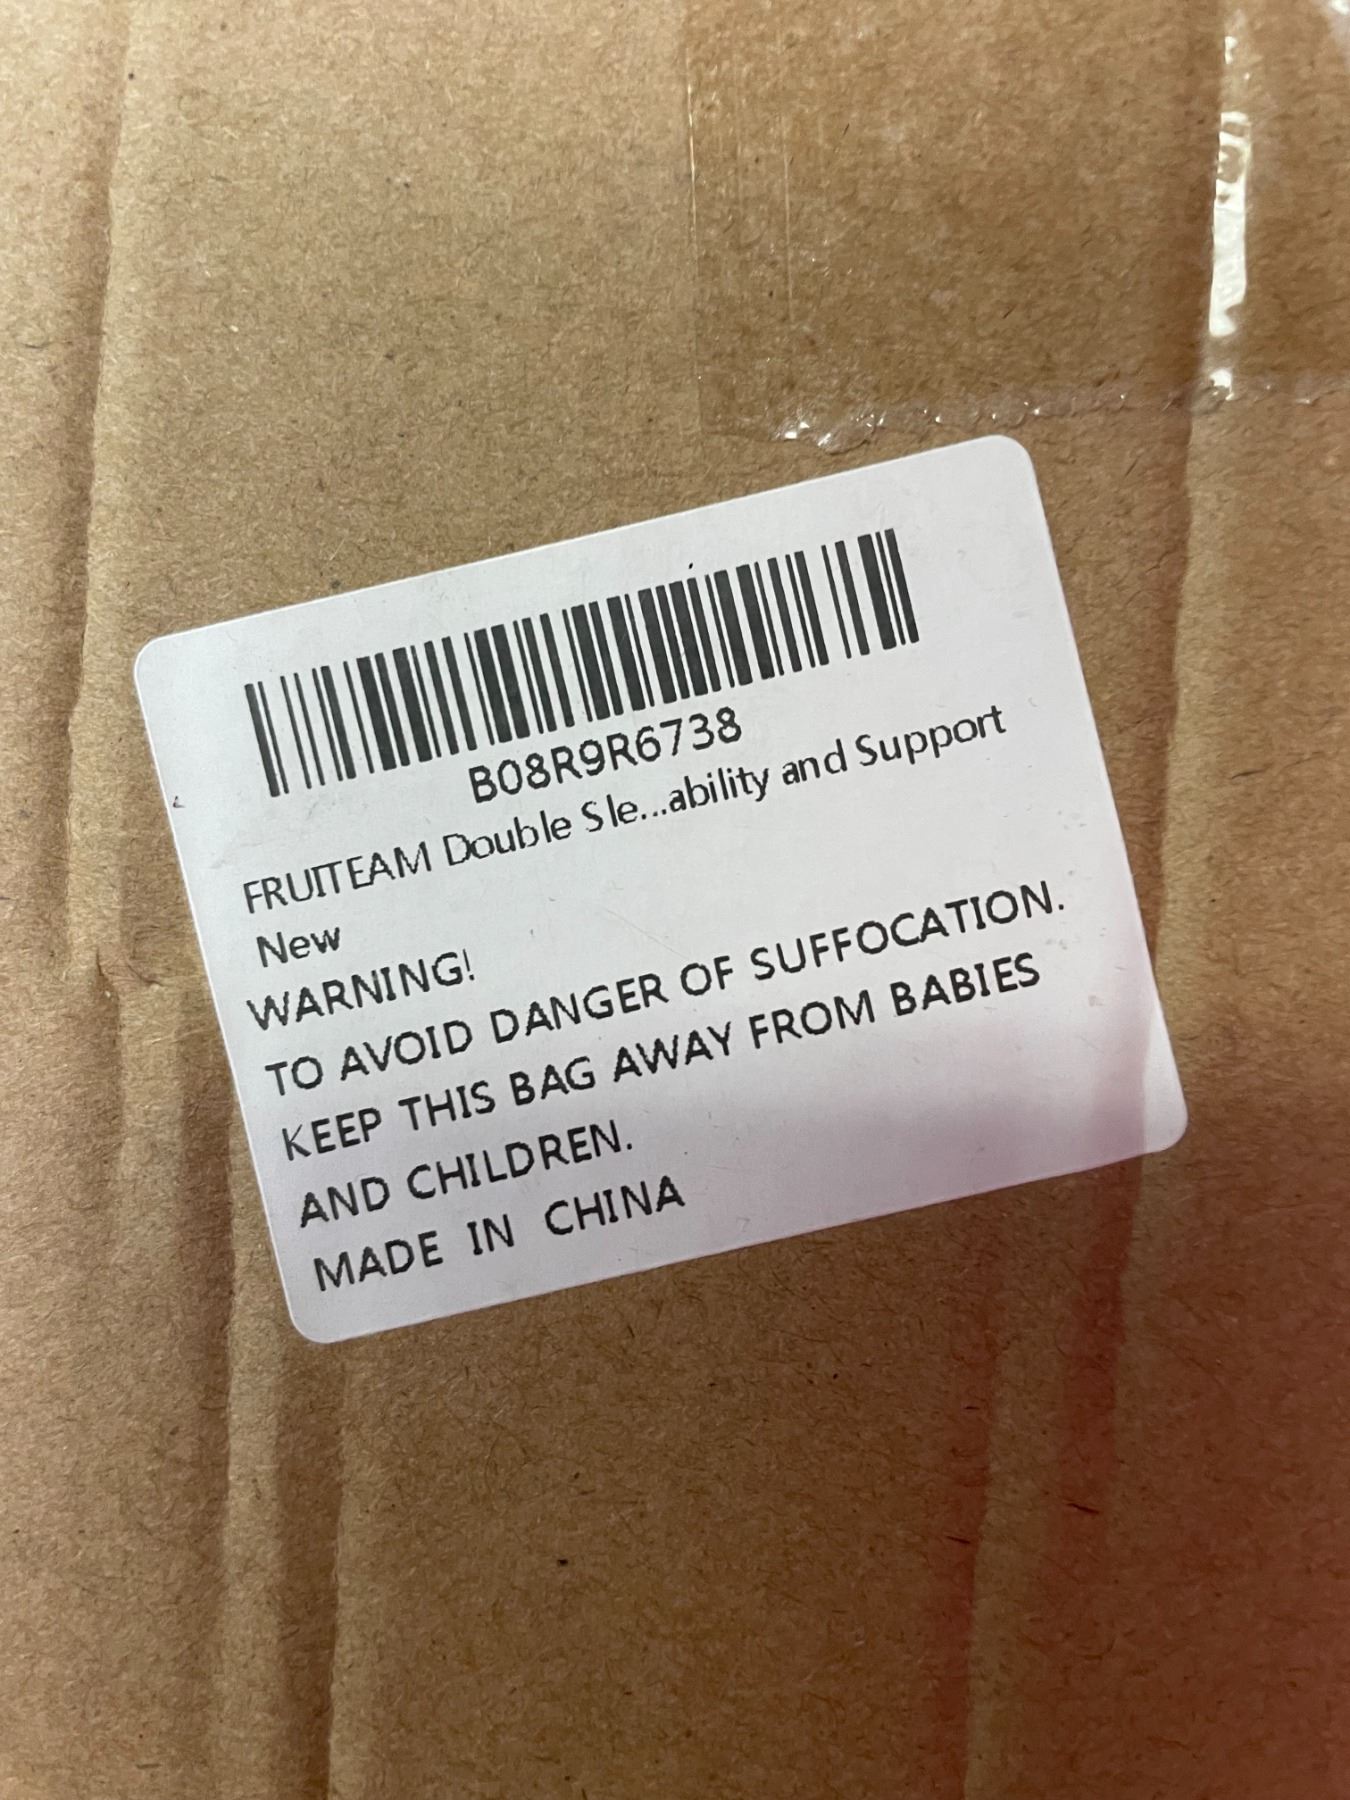 B08R9R6738
FRUITEAM Double Sle...ability and Support
New
WARNING!
TO AVOID DANGER OF SUFFOCATION.
KEEP THIS BAG AWAY FROM BABIES
AND CHILDREN.
MADE IN CHINA